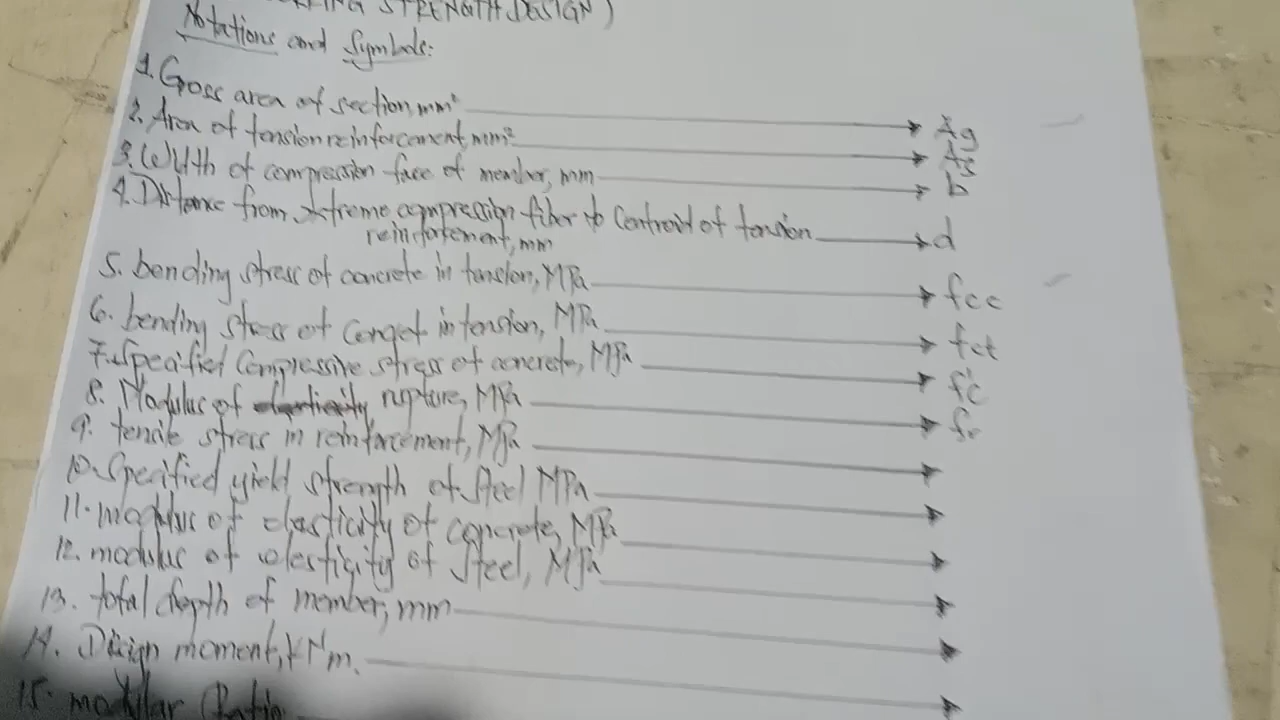 STRENGTH DESIGN)
Notations and Symbols:
1. Gross area of section, mm² Ag
2. Area of tension reinforcement, mm² As
3. Width of compression face of member, mm b
4. Distance from extreme compression fiber to Centroid of tension d
reinforcement, mm
5. bending stress of concrete in tension, MPa fcc
6. bending stress of in tension, MPa fct
7. Specified Compressive stress of concrete, MPa f'c
8. Modulus of rupture, MPa fr
9. tensile stress in reinforcement, MPa
10. Specified yield strength of Steel MPa
11. modulus of elasticity of concrete, MPa
12. modulus of elesticity of Steel, MPa
13. total depth of member, mm
14. Dicign moment, kNm.
15. modular Ratio